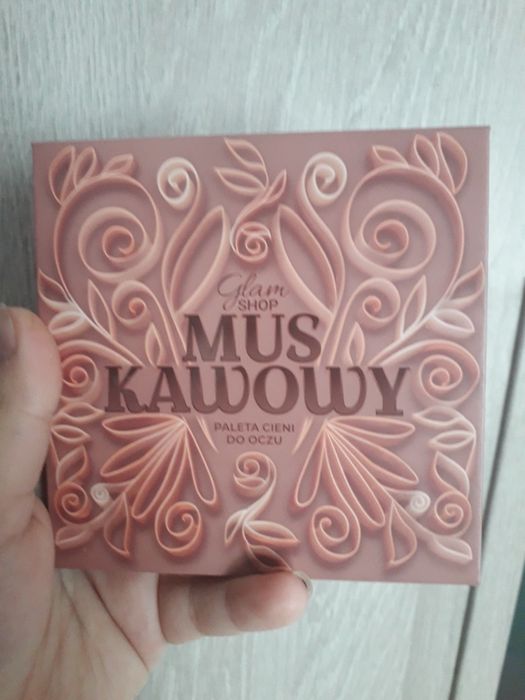 Glam
SHOP
MUS
KAWOWY
PALETA CIENI
DO OCZU